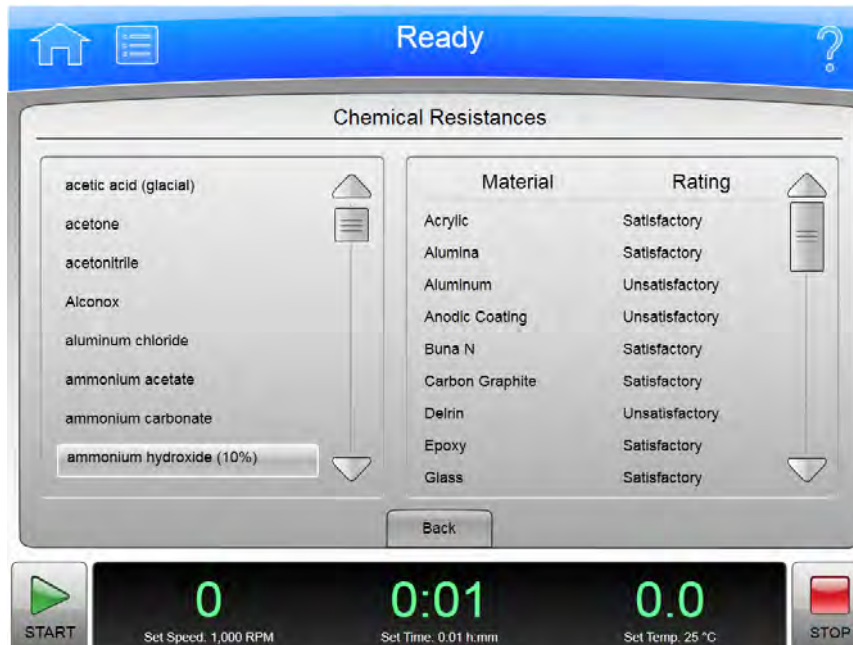 Ready
Chemical Resistances
acetic acid (glacial)
acetone
acetonitrile
Alconox
aluminum chloride
ammonium acetate
ammonium carbonate
ammonium hydroxide (10%)
Material Rating
Acrylic Satisfactory
Alumina Satisfactory
Aluminum Unsatisfactory
Anodic Coating Unsatisfactory
Buna N Satisfactory
Carbon Graphite Satisfactory
Delrin Unsatisfactory
Epoxy Satisfactory
Glass Satisfactory
Back
START
0
Set Speed: 1,000 RPM
0:01
Set Time: 0:01 h:mm
0.0
Set Temp. 25 °C
STOP